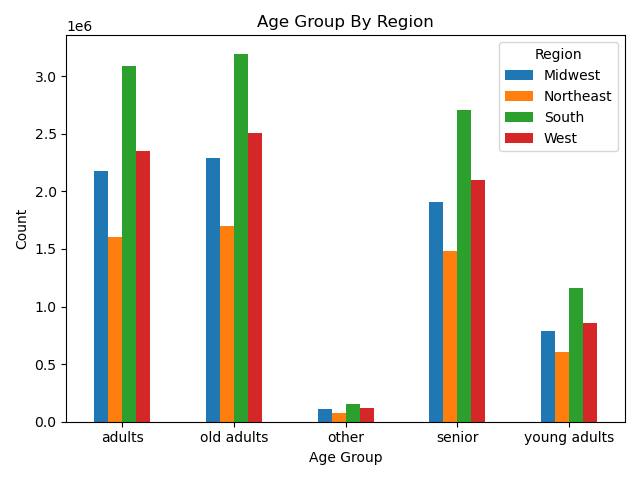 Age Group By Region
1e6
3.0
2.5
2.0
1.5
1.0
0.5
0.0
Count
Region
Midwest
Northeast
South
West
adults
old adults
other
senior
young adults
Age Group